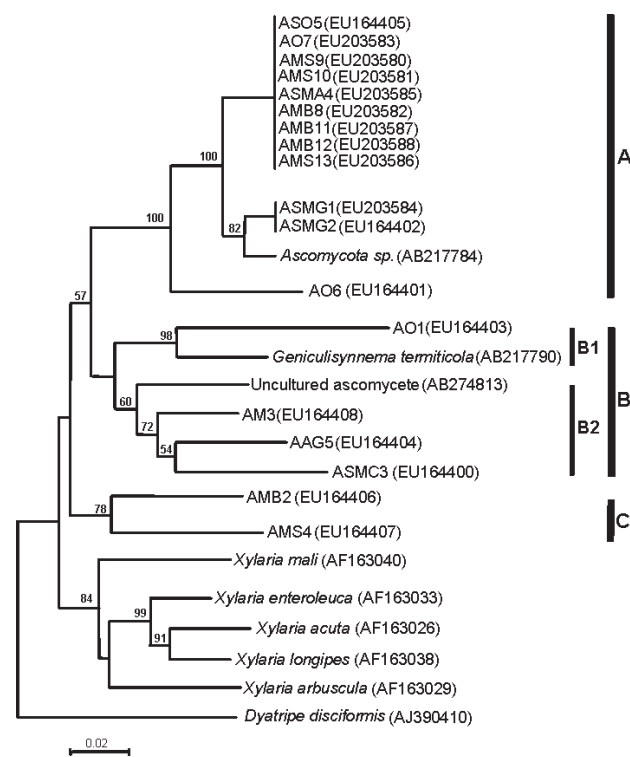 ASO5(EU164405)
AO7(EU203583)
AMS9(EU203580)
AMS10(EU203581)
ASMA4(EU203585)
AMB8(EU203582)
AMB11(EU203587)
AMB12(EU203588)
AMS13(EU203586)
A
100
100
ASMG1(EU203584)
82
ASMG2(EU164402)
Ascomycota sp.(AB217784)
AO6 (EU164401)
57
AO1(EU164403)
98
B1
Geniculisynnema termiticola(AB217790)
Uncultured ascomycete (AB274813)
B
60
AM3(EU164408)
72
B2
AAG5(EU164404)
54
ASMC3 (EU164400)
AMB2 (EU164406)
78
C
AMS4 (EU164407)
Xylaria mali (AF163040)
84
Xylaria enteroleuca (AF163033)
99
Xylaria acuta (AF163026)
91
Xylaria longipes (AF163038)
Xylaria arbuscula (AF163029)
Dyatripe disciformis (AJ390410)
0.02